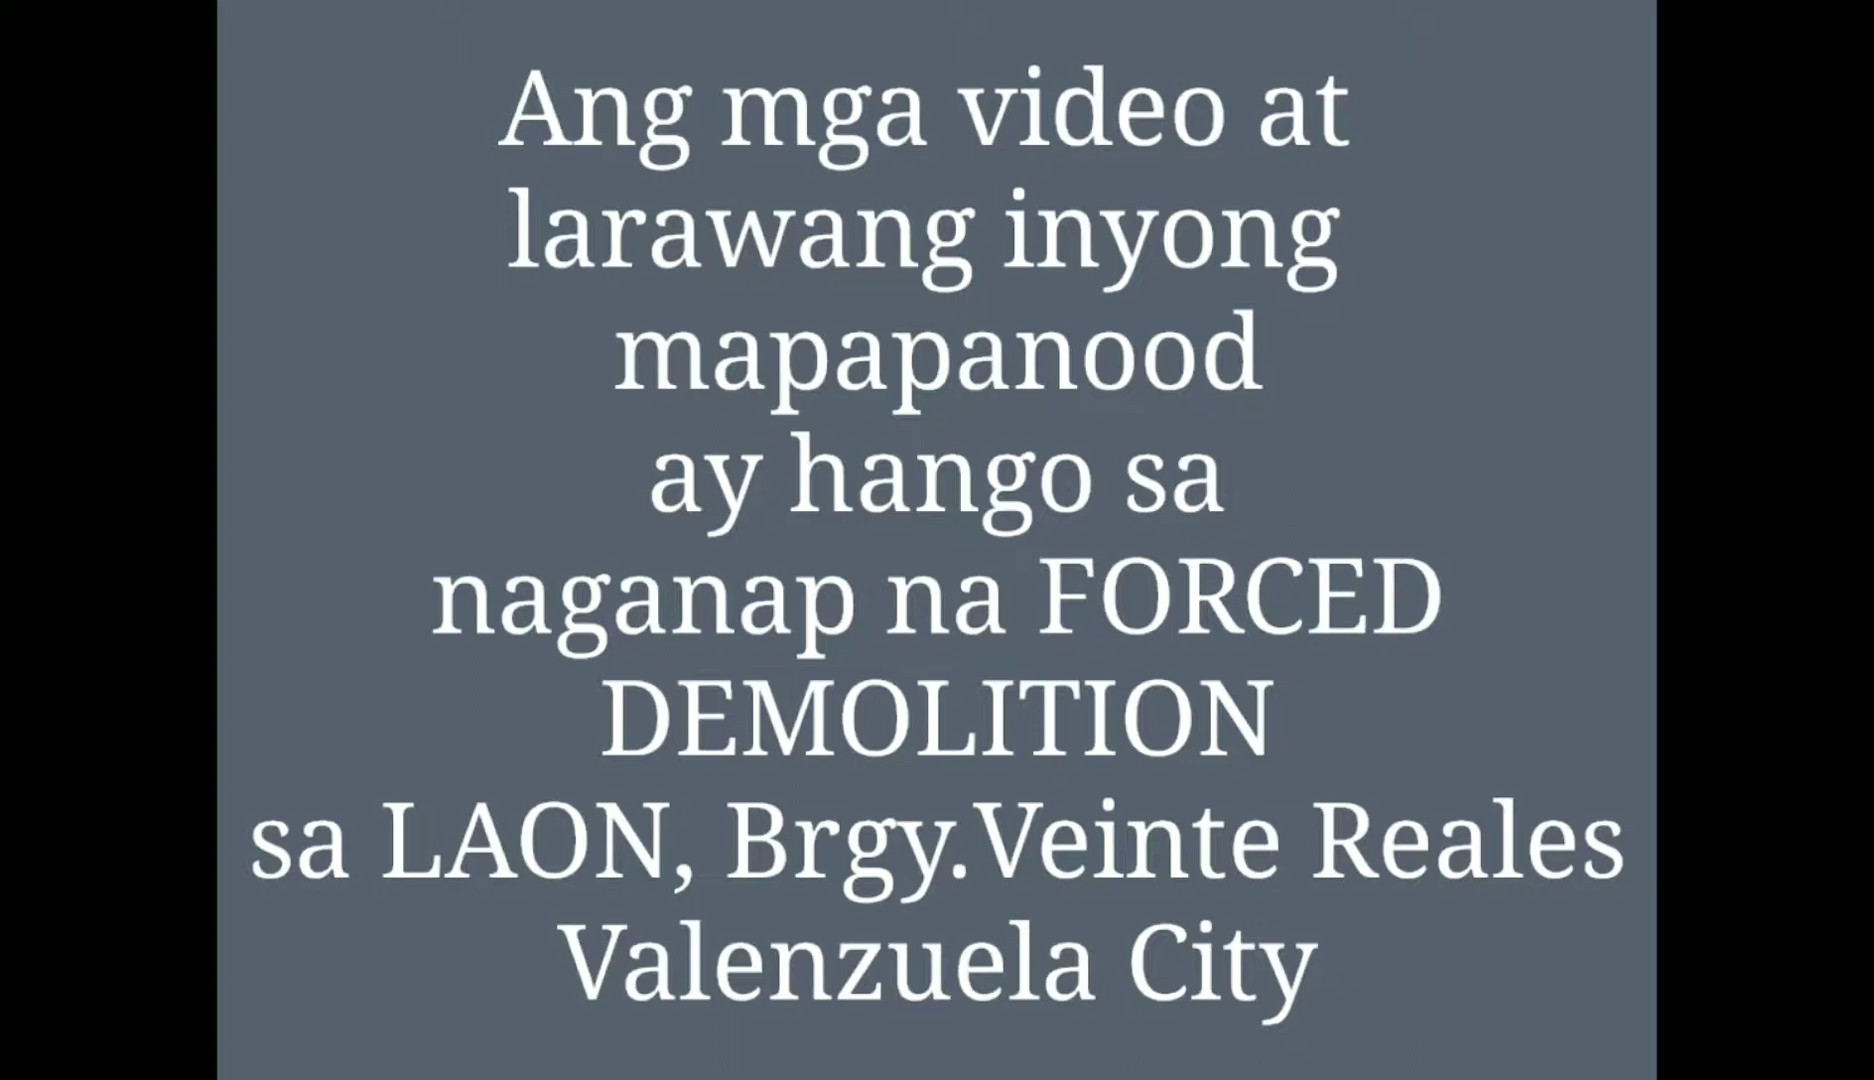 Ang mga video at
larawang inyong
mapapanood
ay hango sa
naganap na FORCED
DEMOLITION
sa LAON, Brgy.Veinte Reales
Valenzuela City